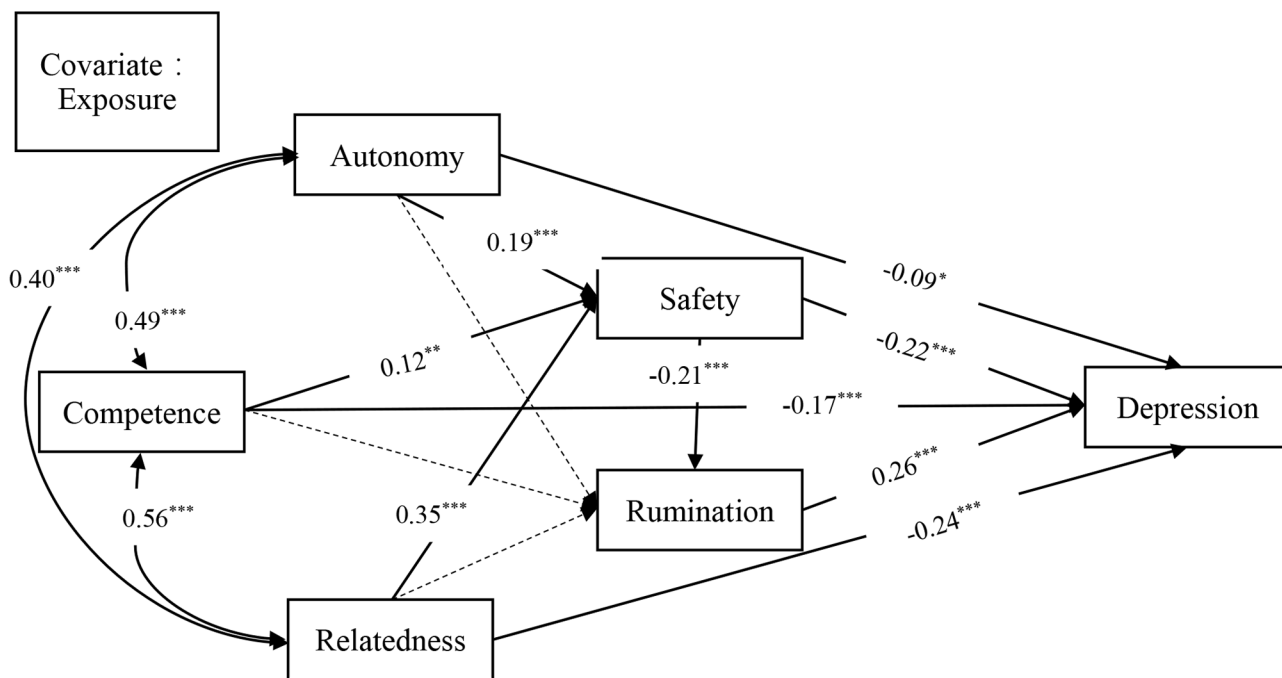 Covariate：
Exposure
Autonomy
0.19***
0.40***
Safety
-0.09*
0.49***
0.12**
-0.21***
-0.22***
Competence
-0.17***
Depression
0.56***
0.35***
Rumination
0.26***
-0.24***
Relatedness